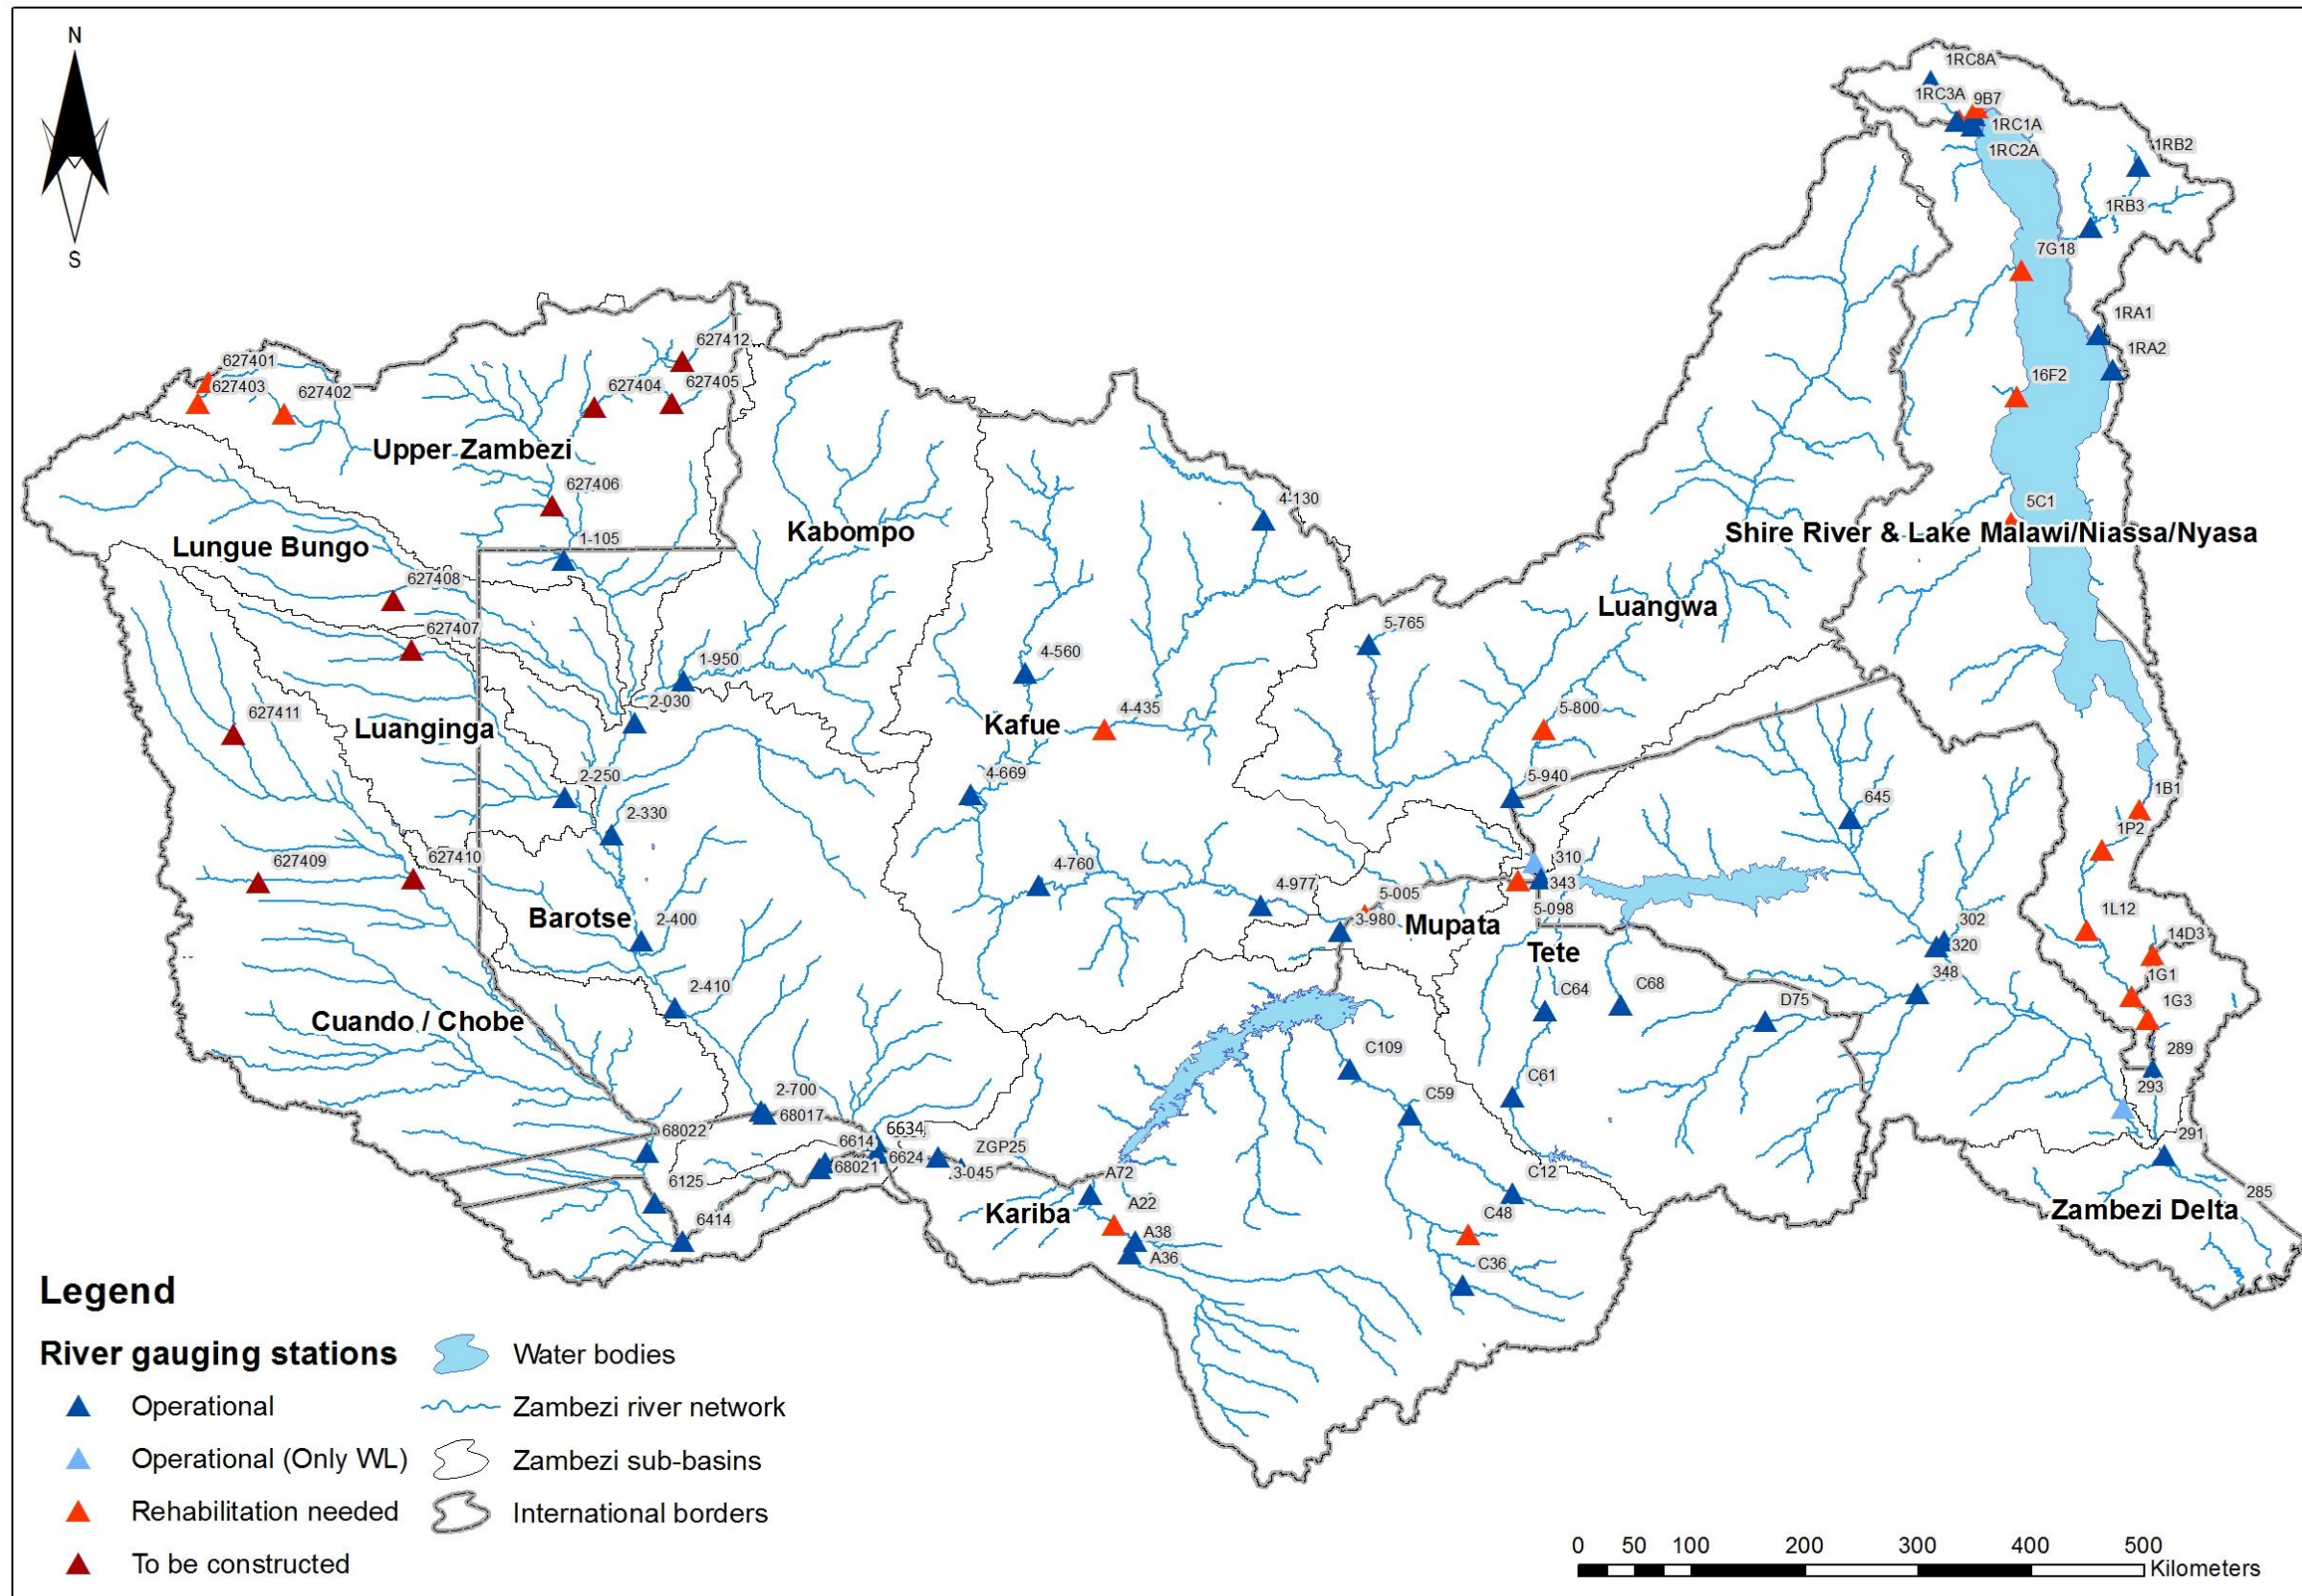 N
S
1RC8A
1RC3A
9B7
1RC1A
1RC2A
1RB2
1RB3
7G18
1RA1
1RA2
16F2
5C1
Shire River & Lake Malawi/Niassa/Nyasa
627401
627403
627402
627412
627404
627405
Upper Zambezi
627406
1-105
Lungue Bungo
627408
627407
Kabompo
4-130
Luangwa
5-765
1-950
2-030
4-560
627411
Luanginga
Kafue
4-435
5-800
2-250
4-669
5-940
645
1B1
2-330
1P2
627409
627410
4-760
4-977
310
343
5-005
5-098
3-980
Mupata
Barotse
2-400
Tete
302
320
1L12
14D3
348
1G1
1G3
2-410
C64
C68
D75
Cuando / Chobe
C109
289
C61
293
2-700
C59
68017
68022
6614
6634
6624
ZGP25
291
68021
3-045
A72
C12
6125
285
Kariba
A22
C48
Zambezi Delta
6414
A38
A36
C36
Legend
River gauging stations
Operational
Operational (Only WL)
Rehabilitation needed
To be constructed
Water bodies
Zambezi river network
Zambezi sub-basins
International borders
0 50 100 200 300 400 500
Kilometers